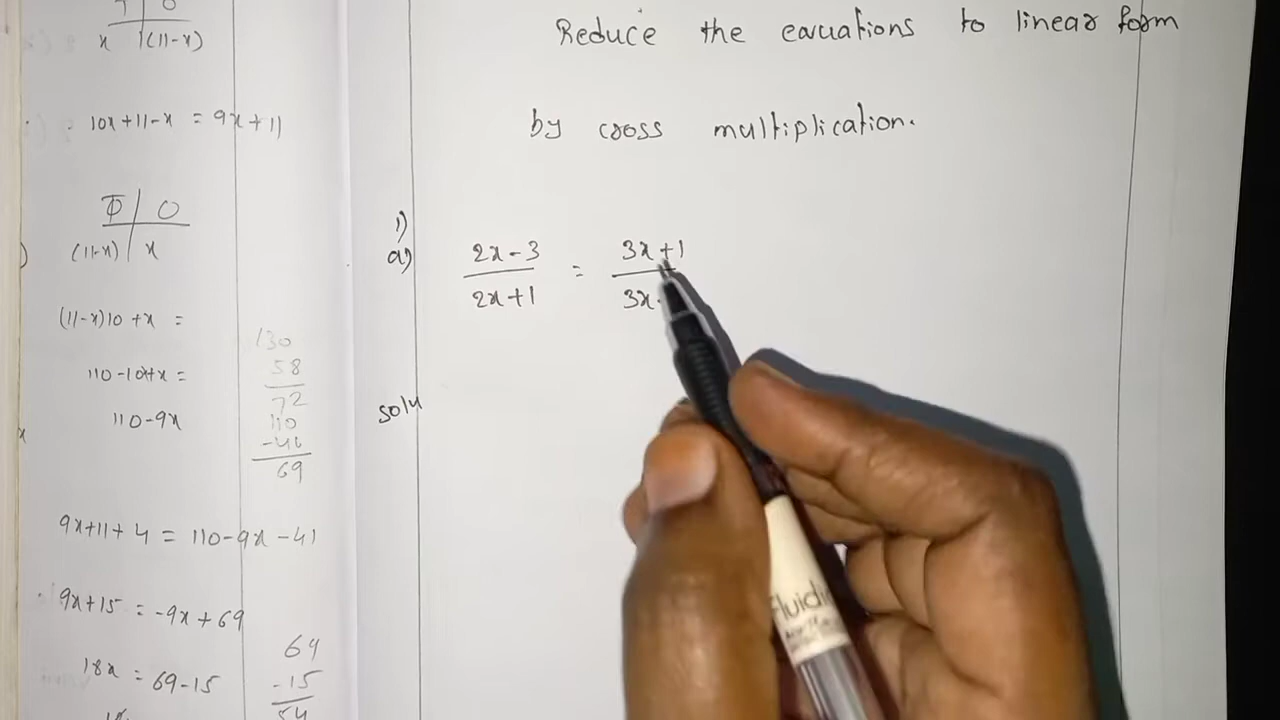 x | (11-x)
10x+11-x = 9x+11
T | O
(11-x) | x
(11-x)10 +x =
110-10x+x =
110-9x
130
58
72
110
-41
69
9x+11+4 = 110-9x-41
9x+15 = -9x+69
18x = 69-15
69
-15
54
Reduce the eavations to linear form
by cross multiplication.
1)
a) 2x-3 / 2x+1 = 3x+1 / 3x
soln
Fluidi